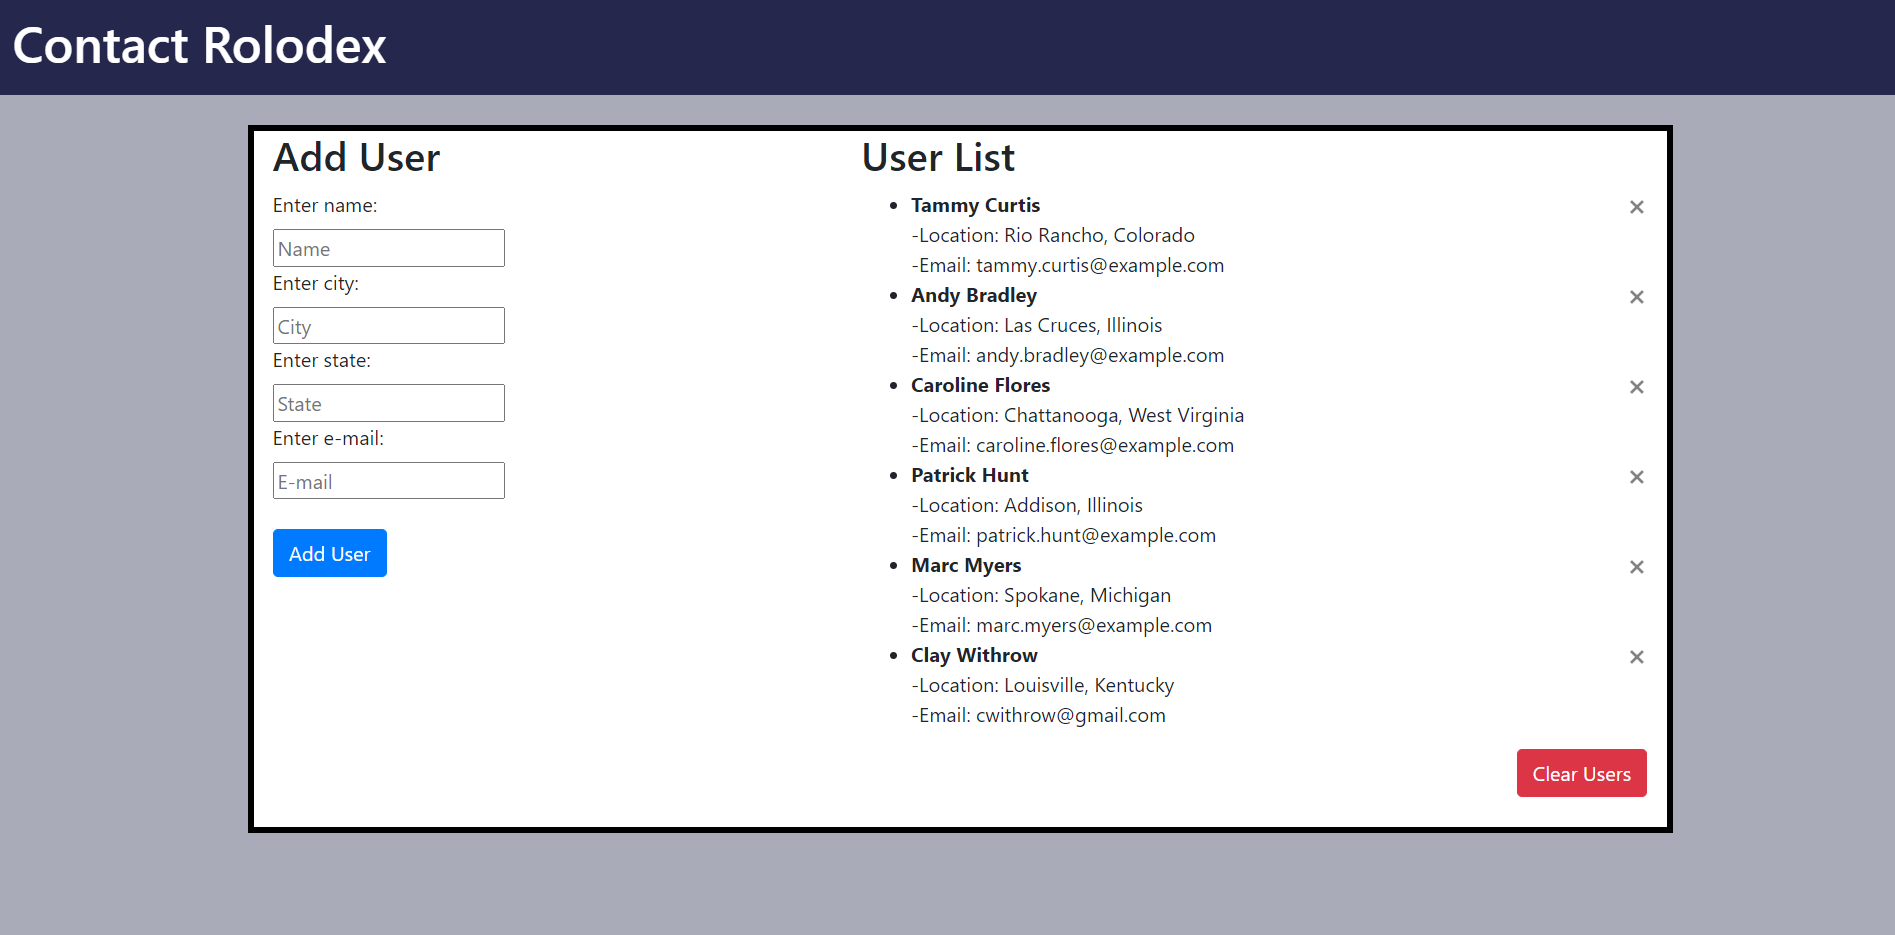 Contact Rolodex
Add User
Enter name:
Name
Enter city:
City
Enter state:
State
Enter e-mail:
E-mail
Add User
User List
Tammy Curtis
-Location: Rio Rancho, Colorado
-Email: tammy.curtis@example.com
Andy Bradley
-Location: Las Cruces, Illinois
-Email: andy.bradley@example.com
Caroline Flores
-Location: Chattanooga, West Virginia
-Email: caroline.flores@example.com
Patrick Hunt
-Location: Addison, Illinois
-Email: patrick.hunt@example.com
Marc Myers
-Location: Spokane, Michigan
-Email: marc.myers@example.com
Clay Withrow
-Location: Louisville, Kentucky
-Email: cwithrow@gmail.com
Clear Users